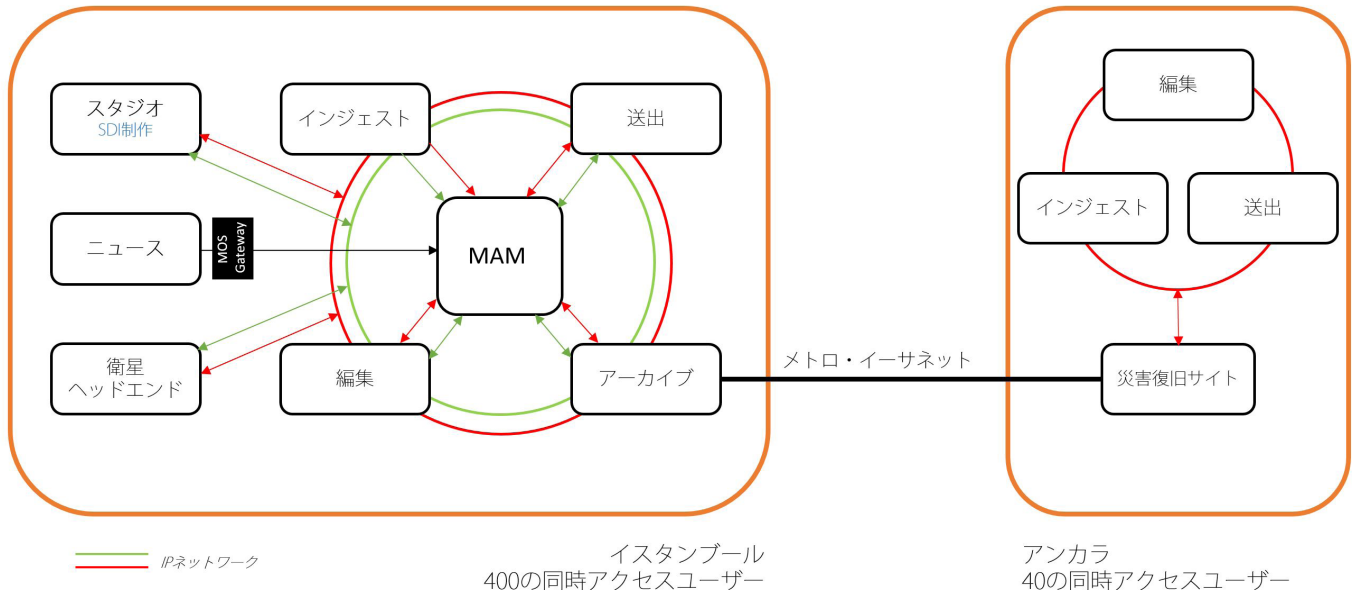 スタジオ
SDI制作
インジェスト
送出
ニュース
MOS
Gateway
MAM
衛星
ヘッドエンド
編集
アーカイブ
メトロ・イーサネット
編集
インジェスト
送出
災害復旧サイト
IPネットワーク
イスタンブール
400の同時アクセスユーザー
アンカラ
40の同時アクセスユーザー